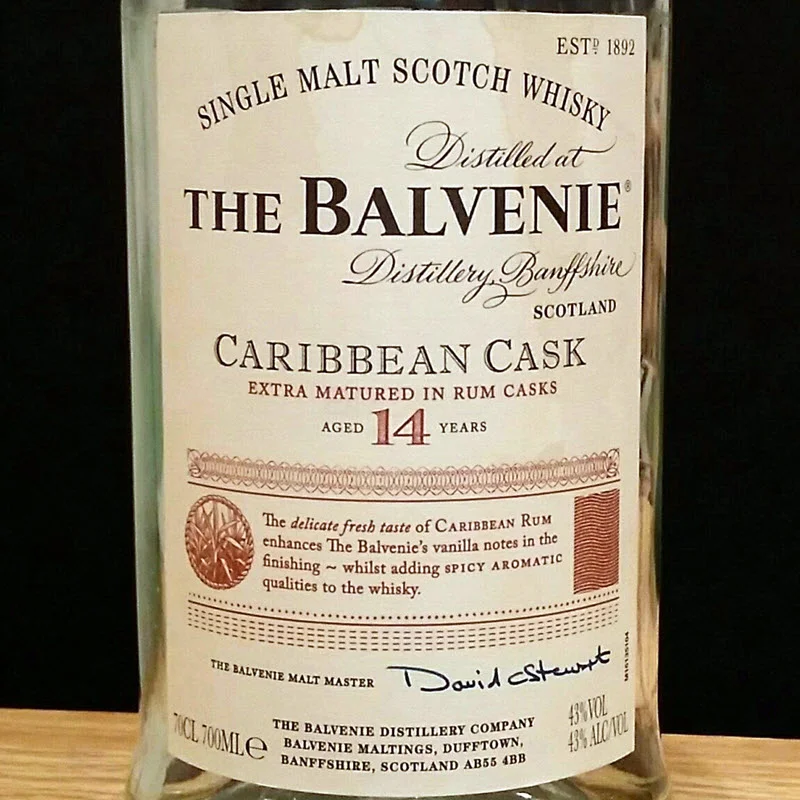 ESTᴰ 1892
SINGLE MALT SCOTCH WHISKY
Distilled at
THE BALVENIE®
Distillery, Banffshire
SCOTLAND
CARIBBEAN CASK
EXTRA MATURED IN RUM CASKS
AGED 14 YEARS
The delicate fresh taste of CARIBBEAN RUM
enhances The Balvenie's vanilla notes in the
finishing ~ whilst adding SPICY AROMATIC
qualities to the whisky.
THE BALVENIE MALT MASTER David C Stewart
70CL 700ML e
THE BALVENIE DISTILLERY COMPANY
BALVENIE MALTINGS, DUFFTOWN,
BANFFSHIRE, SCOTLAND AB55 4BB
43%VOL
43% ALC/VOL